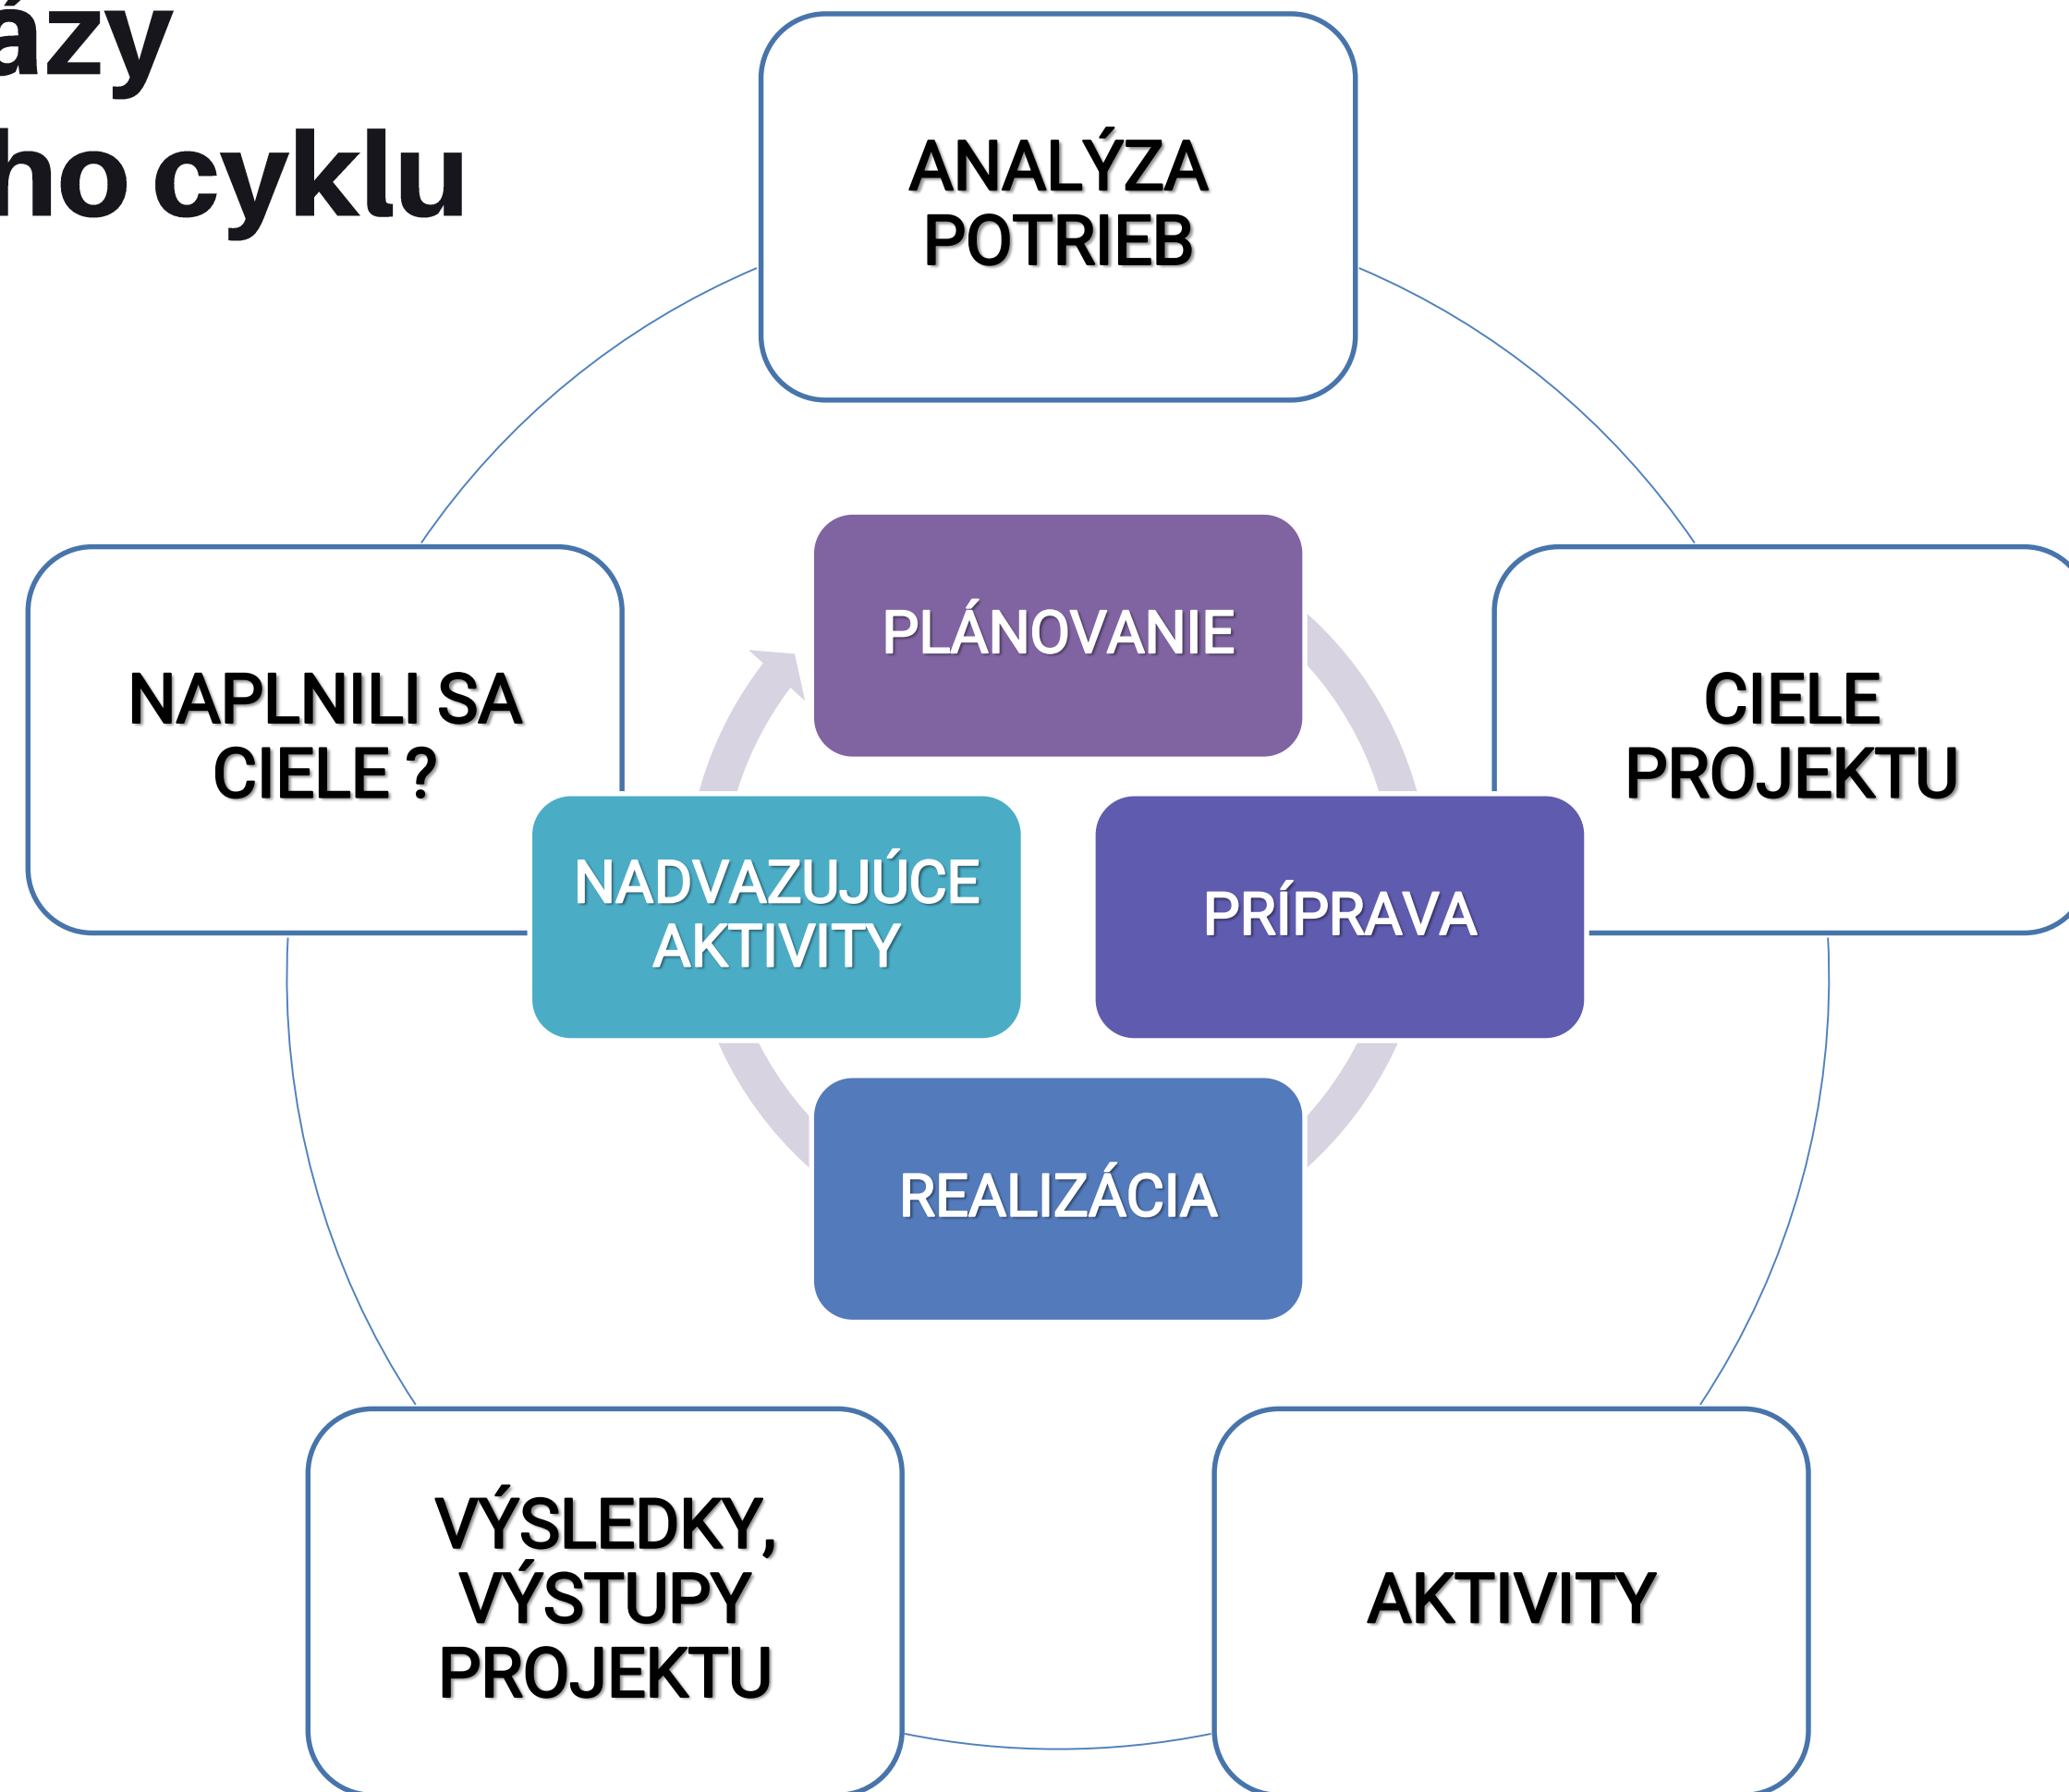 ázy
ho cyklu
ANALÝZA
POTRIEB
PLÁNOVANIE
NAPLNILI SA
CIELE ?
CIELE
PROJEKTU
NADVAZUJÚCE
AKTIVITY
PRÍPRAVA
REALIZÁCIA
VÝSLEDKY,
VÝSTUPY
PROJEKTU
AKTIVITY